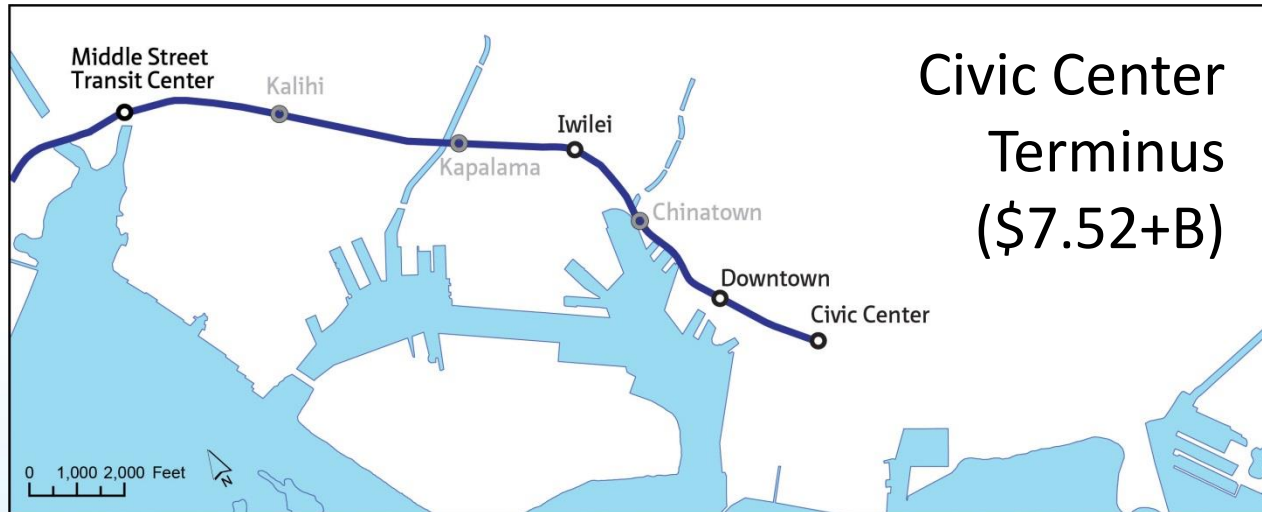 Civic Center
Terminus
($7.52+B)
Middle Street
Transit Center
Kalihi
Kapalama
Iwilei
Chinatown
Downtown
Civic Center
0 1,000 2,000 Feet
N